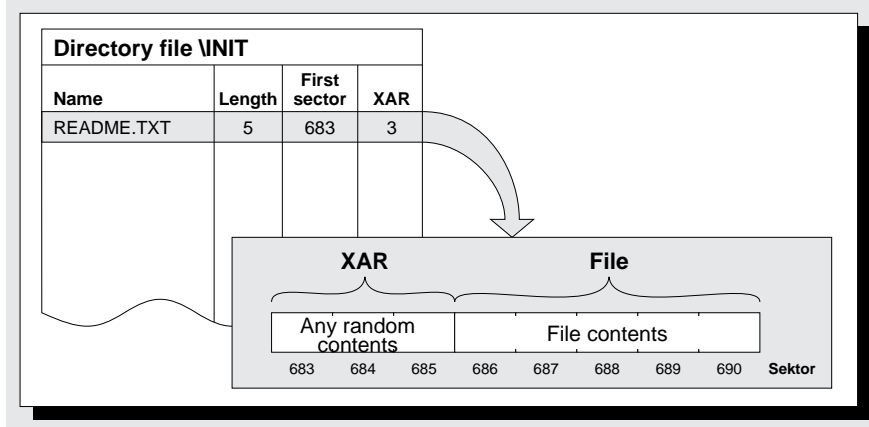 Directory file \INIT
Name Length First sector XAR
README.TXT 5 683 3
XAR File
Any random contents File contents
683 684 685 686 687 688 689 690 Sektor